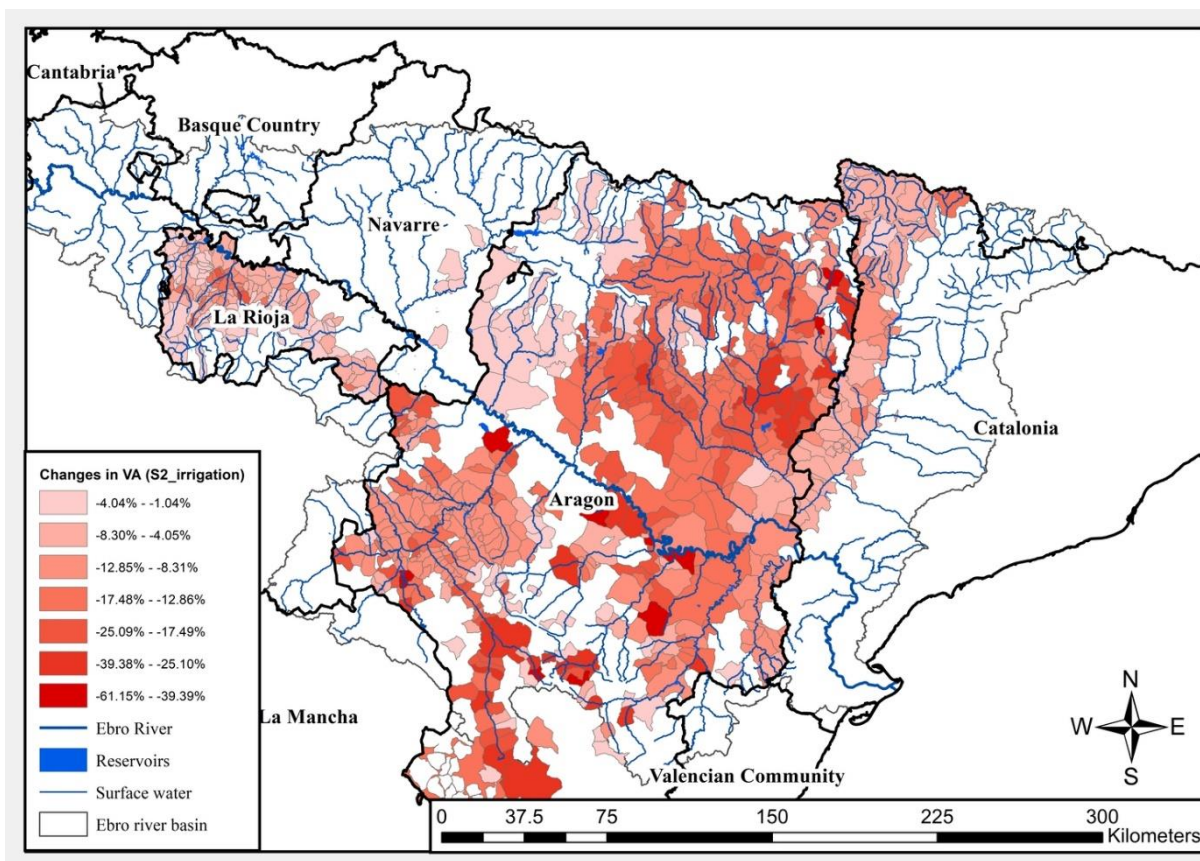 Cantabria
Basque Country
Navarre
La Rioja
Catalonia
Aragon
La Mancha
Valencian Community
Changes in VA (S2_irrigation)
-4.04% - -1.04%
-8.30% - -4.05%
-12.85% - -8.31%
-17.48% - -12.86%
-25.09% - -17.49%
-39.38% - -25.10%
-61.15% - -39.39%
Ebro River
Reservoirs
Surface water
Ebro river basin
N
W E
S
0 37.5 75 150 225 300
Kilometers